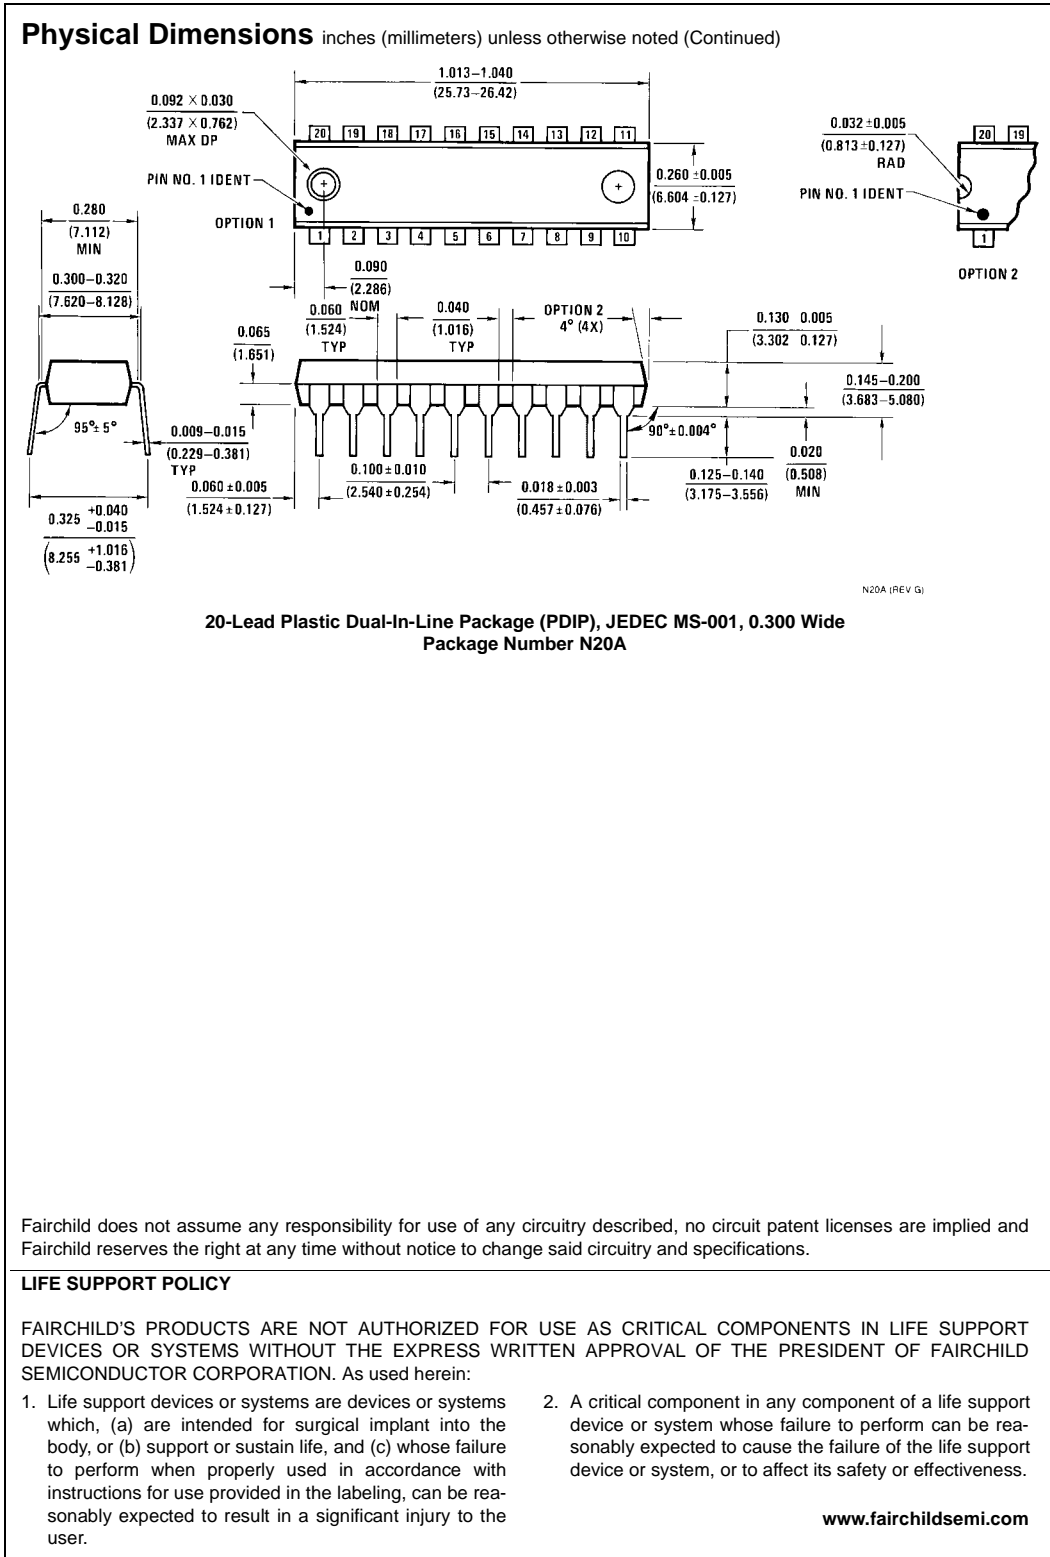 Physical Dimensions inches (millimeters) unless otherwise noted (Continued)
1.013–1.040
(25.73–26.42)
0.092 × 0.030
(2.337 × 0.762)
MAX DP
20 19 18 17 16 15 14 13 12 11
PIN NO. 1 IDENT
OPTION 1
1 2 3 4 5 6 7 8 9 10
0.260 ±0.005
(6.604 ±0.127)
0.032 ±0.005
(0.813 ±0.127)
RAD
20 19
PIN NO. 1 IDENT
1
OPTION 2
0.280
(7.112)
MIN
0.300–0.320
(7.620–8.128)
0.090
(2.286)
NOM
0.060
(1.524)
TYP
0.040
(1.016)
TYP
OPTION 2
4° (4X)
0.130 0.005
(3.302 0.127)
0.065
(1.651)
0.145–0.200
(3.683–5.080)
95°± 5°
0.009–0.015
(0.229–0.381)
TYP
90°±0.004°
0.020
(0.508)
MIN
0.125–0.140
(3.175–3.556)
0.100 ±0.010
(2.540 ±0.254)
0.060 ±0.005
(1.524 ±0.127)
0.018 ±0.003
(0.457 ±0.076)
0.325 +0.040
–0.015
(8.255 +1.016
–0.381)
N20A (REV G)
20-Lead Plastic Dual-In-Line Package (PDIP), JEDEC MS-001, 0.300 Wide
Package Number N20A
Fairchild does not assume any responsibility for use of any circuitry described, no circuit patent licenses are implied and
Fairchild reserves the right at any time without notice to change said circuitry and specifications.
LIFE SUPPORT POLICY
FAIRCHILD'S PRODUCTS ARE NOT AUTHORIZED FOR USE AS CRITICAL COMPONENTS IN LIFE SUPPORT
DEVICES OR SYSTEMS WITHOUT THE EXPRESS WRITTEN APPROVAL OF THE PRESIDENT OF FAIRCHILD
SEMICONDUCTOR CORPORATION. As used herein:
1. Life support devices or systems are devices or systems
which, (a) are intended for surgical implant into the
body, or (b) support or sustain life, and (c) whose failure
to perform when properly used in accordance with
instructions for use provided in the labeling, can be rea-
sonably expected to result in a significant injury to the
user.
2. A critical component in any component of a life support
device or system whose failure to perform can be rea-
sonably expected to cause the failure of the life support
device or system, or to affect its safety or effectiveness.
www.fairchildsemi.com